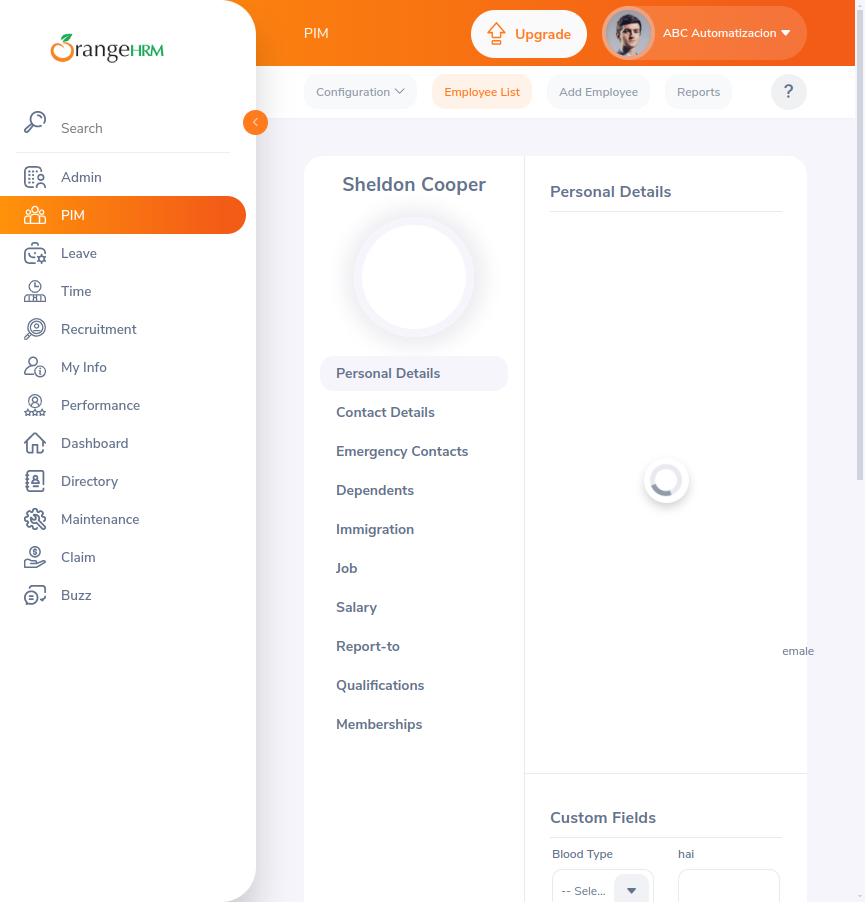 OrangeHRM
Search
Admin
PIM
Leave
Time
Recruitment
My Info
Performance
Dashboard
Directory
Maintenance
Claim
Buzz
PIM
Upgrade
ABC Automatizacion
Configuration
Employee List
Add Employee
Reports
?
Sheldon Cooper
Personal Details
Contact Details
Emergency Contacts
Dependents
Immigration
Job
Salary
Report-to
Qualifications
Memberships
Personal Details
emale
Custom Fields
Blood Type
hai
-- Sele...